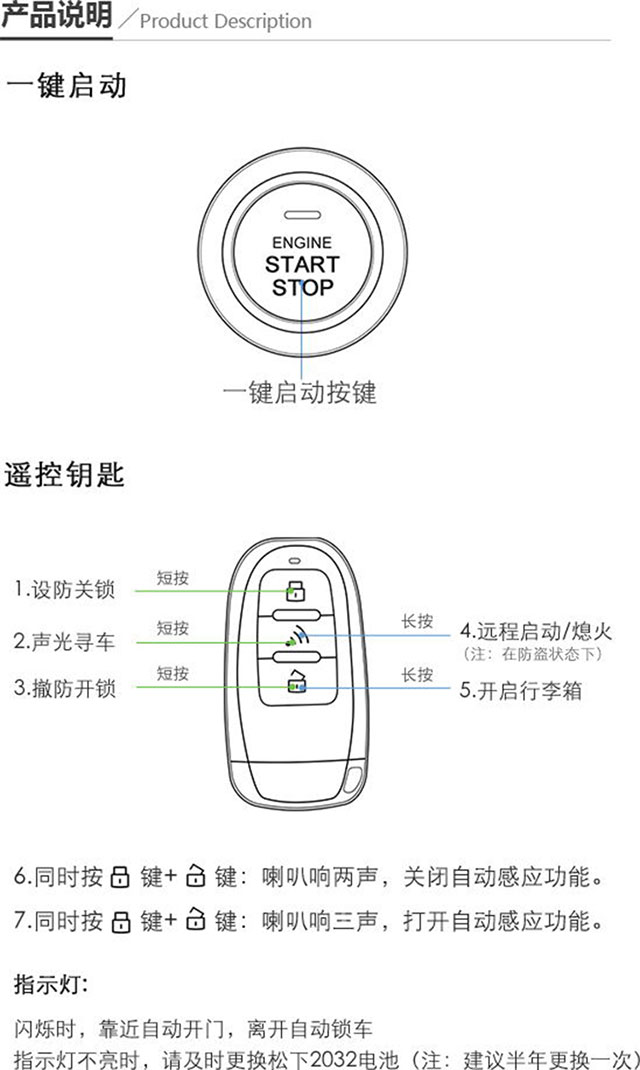 产品说明 / Product Description
一键启动
ENGINE
START
STOP
一键启动按键
遥控钥匙
1.设防关锁 短按
2.声光寻车 短按
3.撤防开锁 短按
长按 4.远程启动/熄火
(注：在防盗状态下)
长按 5.开启行李箱
6.同时按 键+ 键：喇叭响两声，关闭自动感应功能。
7.同时按 键+ 键：喇叭响三声，打开自动感应功能。
指示灯:
闪烁时，靠近自动开门，离开自动锁车
指示灯不亮时，请及时更换松下2032电池（注：建议半年更换一次）